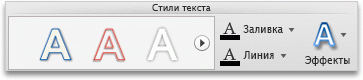 Стили текста
A A A
A Заливка
A Линия
A
Эффекты